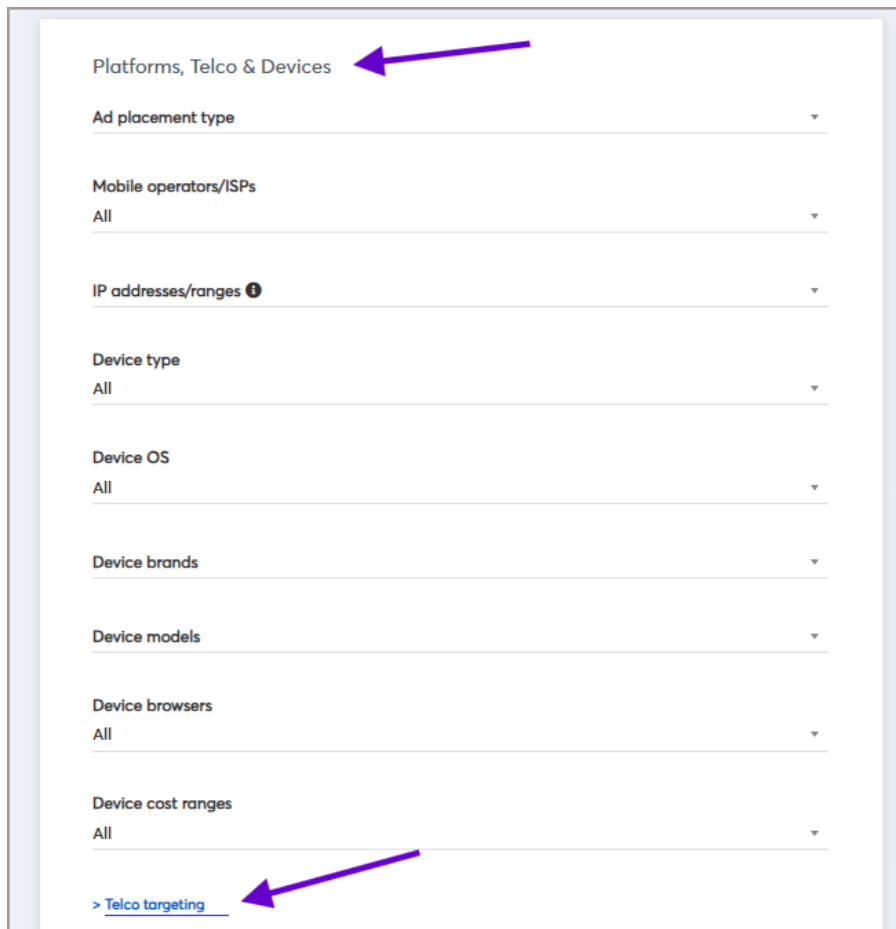 Platforms, Telco & Devices
Ad placement type
Mobile operators/ISPs
All
IP addresses/ranges
Device type
All
Device OS
All
Device brands
Device models
Device browsers
All
Device cost ranges
All
> Telco targeting